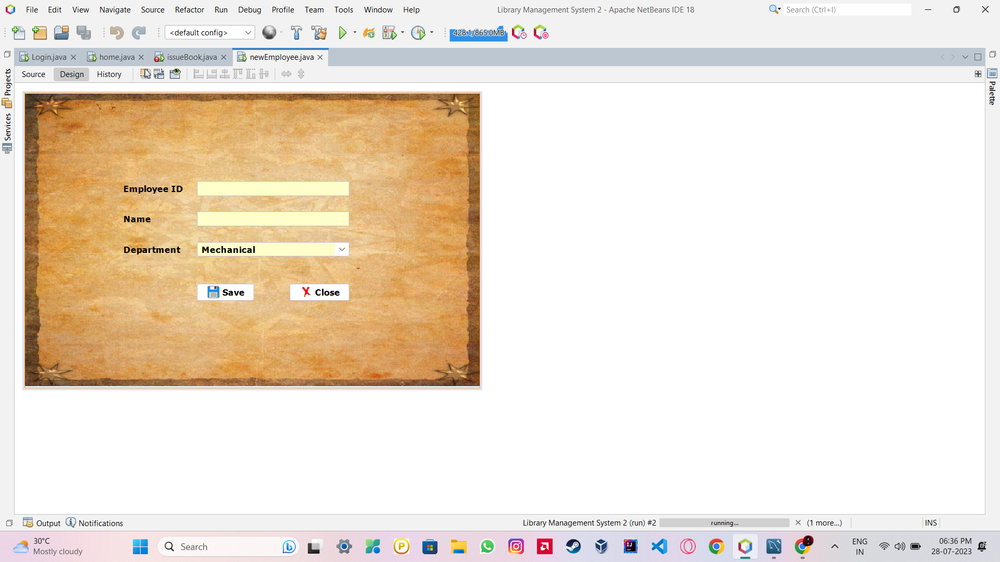 File Edit View Navigate Source Refactor Run Debug Profile Team Tools Window Help
Library Management System 2 - Apache NetBeans IDE 18
Search (Ctrl+I)
<default config>
428.1/865.0MB
Login.java home.java issueBook.java newEmployee.java
Source Design History
Projects
Services
Palette
Employee ID
Name
Department Mechanical
Save Close
Output Notifications
Library Management System 2 (run) #2 running... (1 more...) INS
30°C
Mostly cloudy
Search
ENG
IN
06:36 PM
28-07-2023